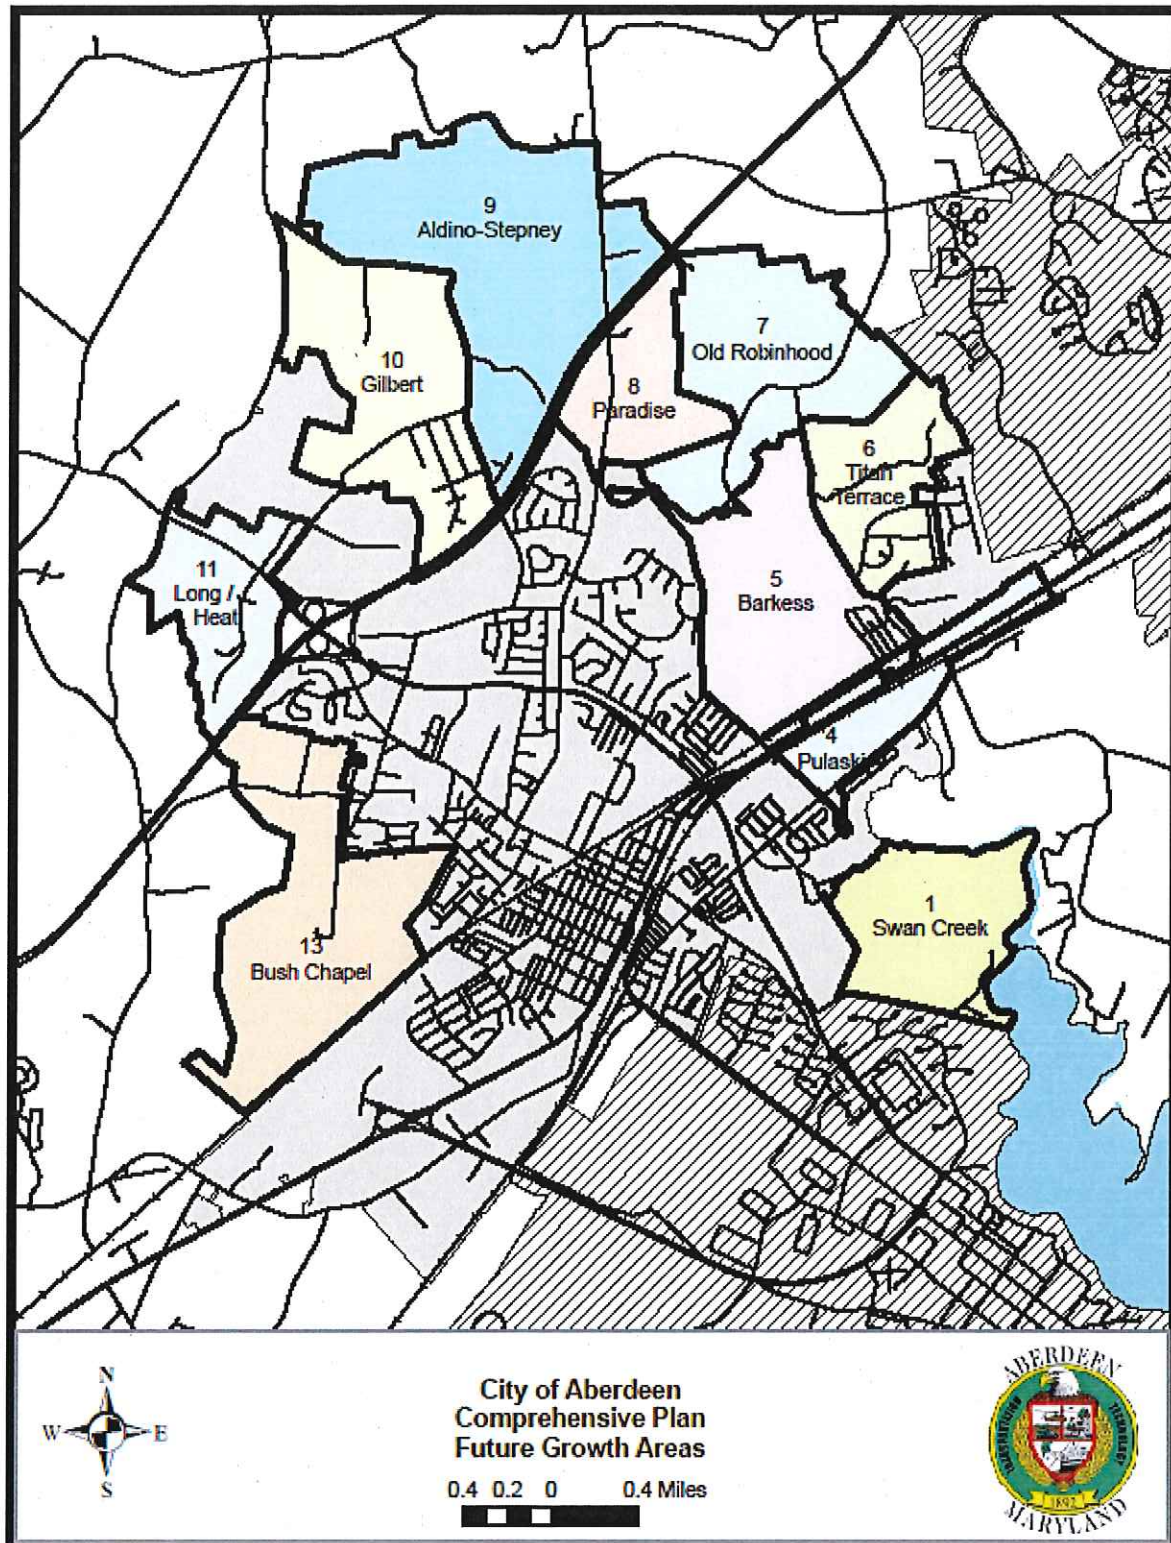 9
Aldino-Stepney
7
Old Robinhood
10
Gilbert
8
Paradise
6
Titan
Terrace
11
Long /
Heat
5
Barkess
4
Pulaski
1
Swan Creek
13
Bush Chapel
N
W E
S
City of Aberdeen
Comprehensive Plan
Future Growth Areas
0.4 0.2 0 0.4 Miles
ABERDEEN
TECHNOLOGY
1892
MARYLAND